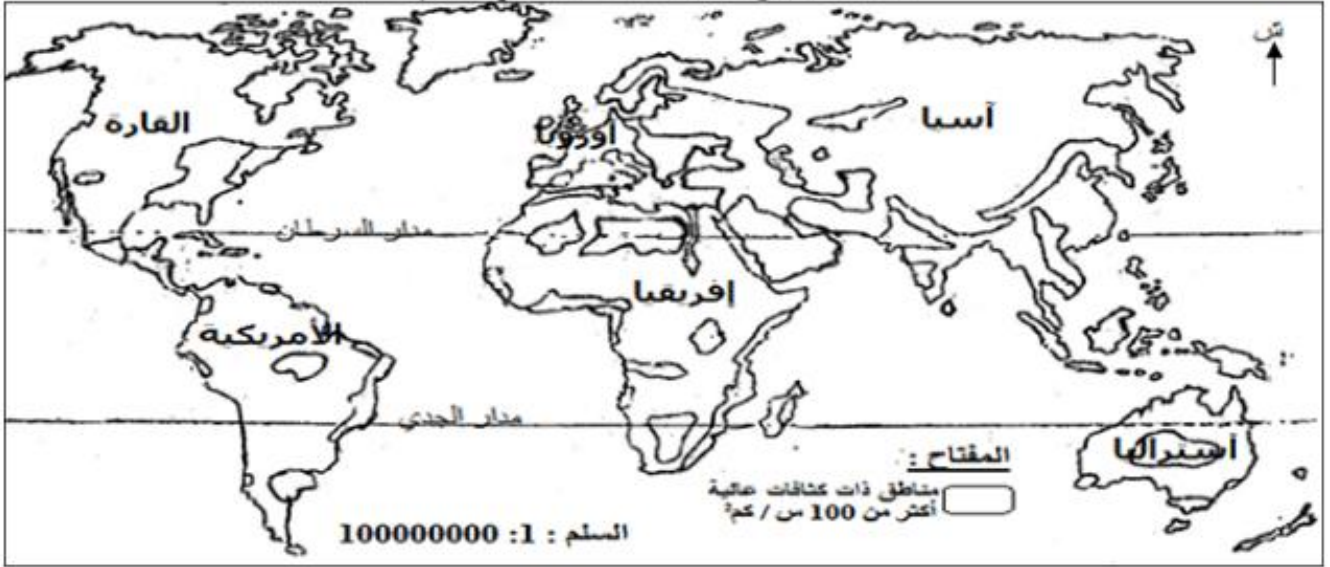 ش
القارة
أوروبا
آسيا
مدار السرطان
إفريقيا
الأمريكية
مدار الجدي
أستراليا
المفتاح :
مناطق ذات كثافات عالية
أكثر من 100 س / كم²
السلم : 1: 100000000